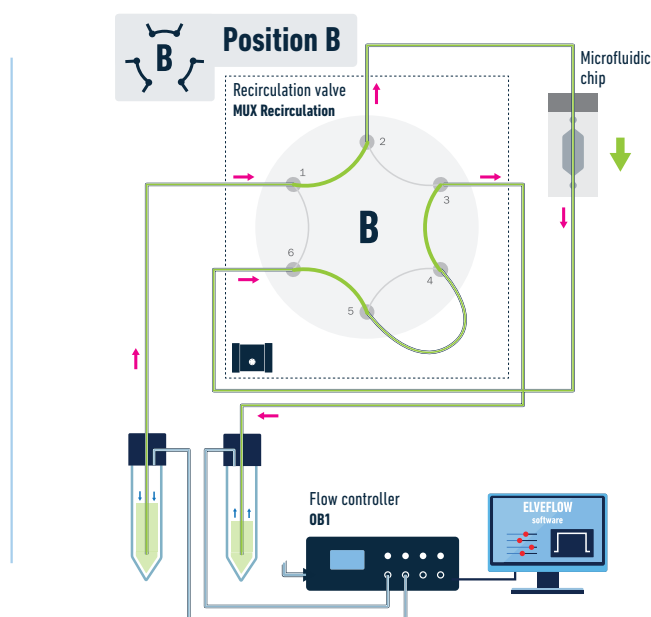 B
Position B
Microfluidic
chip
Recirculation valve
MUX Recirculation
1
2
3
B
6
4
5
Flow controller
OB1
ELVEFLOW
software